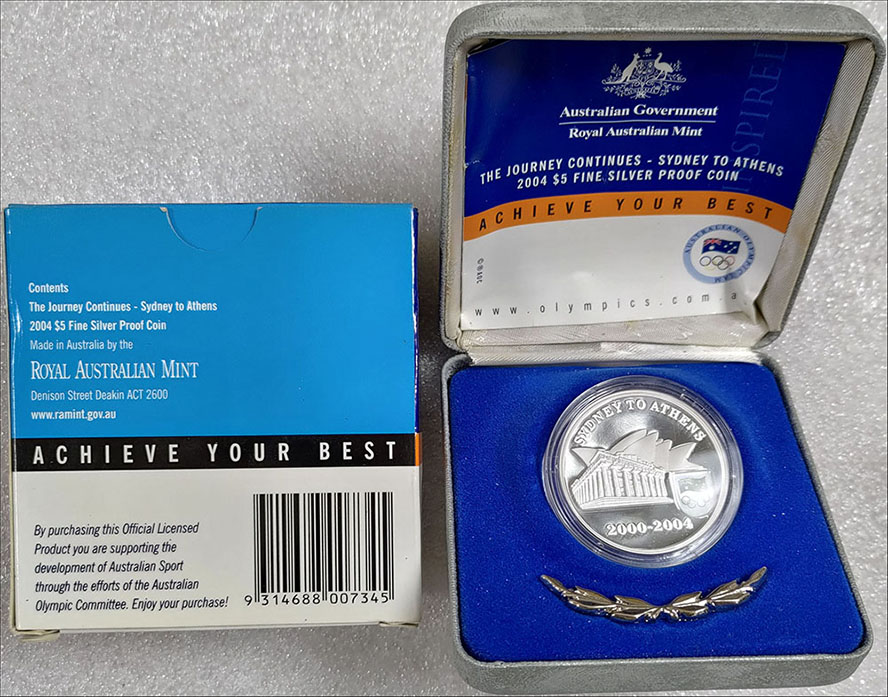 Contents
The Journey Continues - Sydney to Athens
2004 $5 Fine Silver Proof Coin
Made in Australia by the
ROYAL AUSTRALIAN MINT
Denison Street Deakin ACT 2600
www.ramint.gov.au
ACHIEVE YOUR BEST
By purchasing this Official Licensed
Product you are supporting the
development of Australian Sport
through the efforts of the Australian
Olympic Committee. Enjoy your purchase!
9 314688 007345
INSPIRED
Australian Government
Royal Australian Mint
THE JOURNEY CONTINUES - SYDNEY TO ATHENS
2004 $5 FINE SILVER PROOF COIN
ACHIEVE YOUR BEST
AUSTRALIAN OLYMPIC TEAM
www.olympics.com.a
SYDNEY TO ATHENS
2000-2004